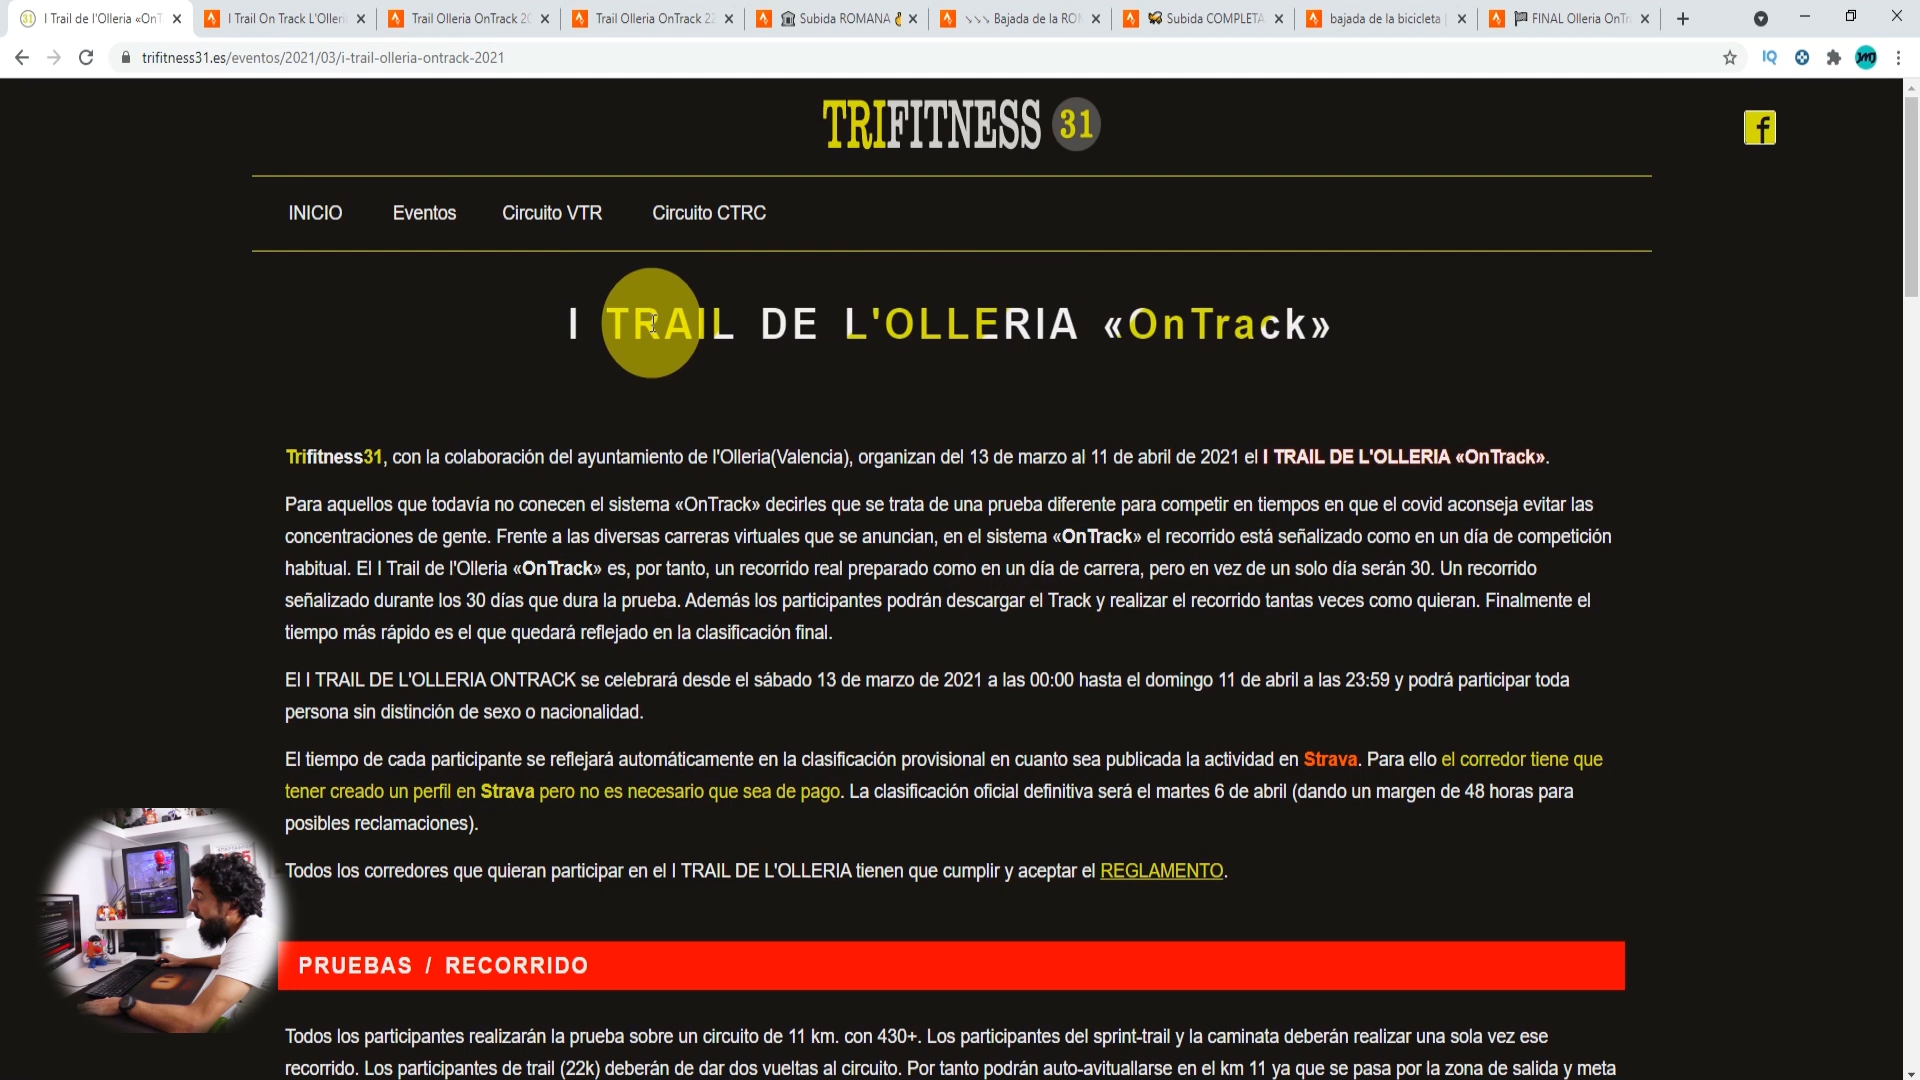 I Trail de l'Olleria «OnT
I Trail On Track L'Olleri
Trail Olleria OnTrack 20
Trail Olleria OnTrack 22
Subida ROMANA
Bajada de la RO
Subida COMPLETA
bajada de la bicicleta
FINAL Olleria OnTr
trifitness31.es/eventos/2021/03/i-trail-olleria-ontrack-2021
IQ
TRIFITNESS 31
INICIO Eventos Circuito VTR Circuito CTRC
I TRAIL DE L'OLLERIA «OnTrack»
Trifitness31, con la colaboración del ayuntamiento de l'Olleria(Valencia), organizan del 13 de marzo al 11 de abril de 2021 el I TRAIL DE L'OLLERIA «OnTrack».
Para aquellos que todavía no conecen el sistema «OnTrack» decirles que se trata de una prueba diferente para competir en tiempos en que el covid aconseja evitar las
concentraciones de gente. Frente a las diversas carreras virtuales que se anuncian, en el sistema «OnTrack» el recorrido está señalizado como en un día de competición
habitual. El I Trail de l'Olleria «OnTrack» es, por tanto, un recorrido real preparado como en un día de carrera, pero en vez de un solo día serán 30. Un recorrido
señalizado durante los 30 días que dura la prueba. Además los participantes podrán descargar el Track y realizar el recorrido tantas veces como quieran. Finalmente el
tiempo más rápido es el que quedará reflejado en la clasificación final.
El I TRAIL DE L'OLLERIA ONTRACK se celebrará desde el sábado 13 de marzo de 2021 a las 00:00 hasta el domingo 11 de abril a las 23:59 y podrá participar toda
persona sin distinción de sexo o nacionalidad.
El tiempo de cada participante se reflejará automáticamente en la clasificación provisional en cuanto sea publicada la actividad en Strava. Para ello el corredor tiene que
tener creado un perfil en Strava pero no es necesario que sea de pago. La clasificación oficial definitiva será el martes 6 de abril (dando un margen de 48 horas para
posibles reclamaciones).
Todos los corredores que quieran participar en el I TRAIL DE L'OLLERIA tienen que cumplir y aceptar el REGLAMENTO.
PRUEBAS / RECORRIDO
Todos los participantes realizarán la prueba sobre un circuito de 11 km. con 430+. Los participantes del sprint-trail y la caminata deberán realizar una sola vez ese
recorrido. Los participantes de trail (22k) deberán de dar dos vueltas al circuito. Por tanto podrán auto-avituallarse en el km 11 ya que se pasa por la zona de salida y meta